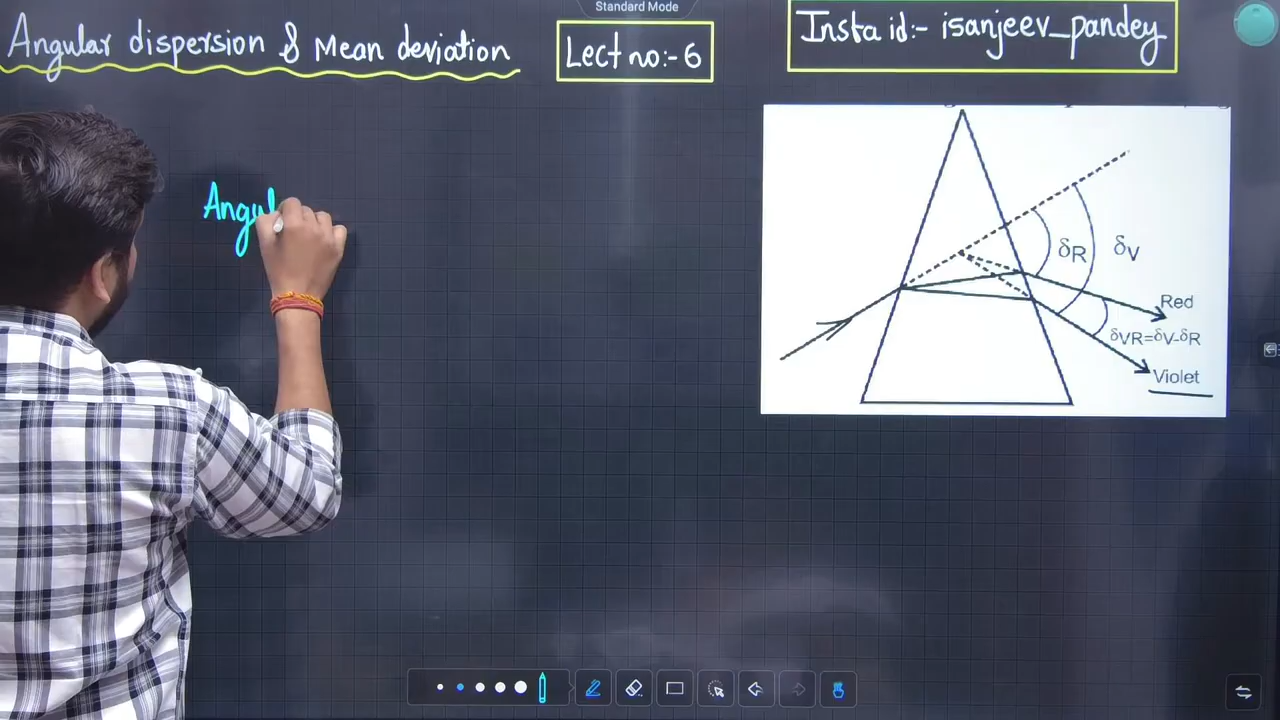 Standard Mode
Angular dispersion & Mean deviation
Lect no:- 6
Insta id:- isanjeev_pandey
Angul
δR
δV
Red
δVR=δV-δR
Violet